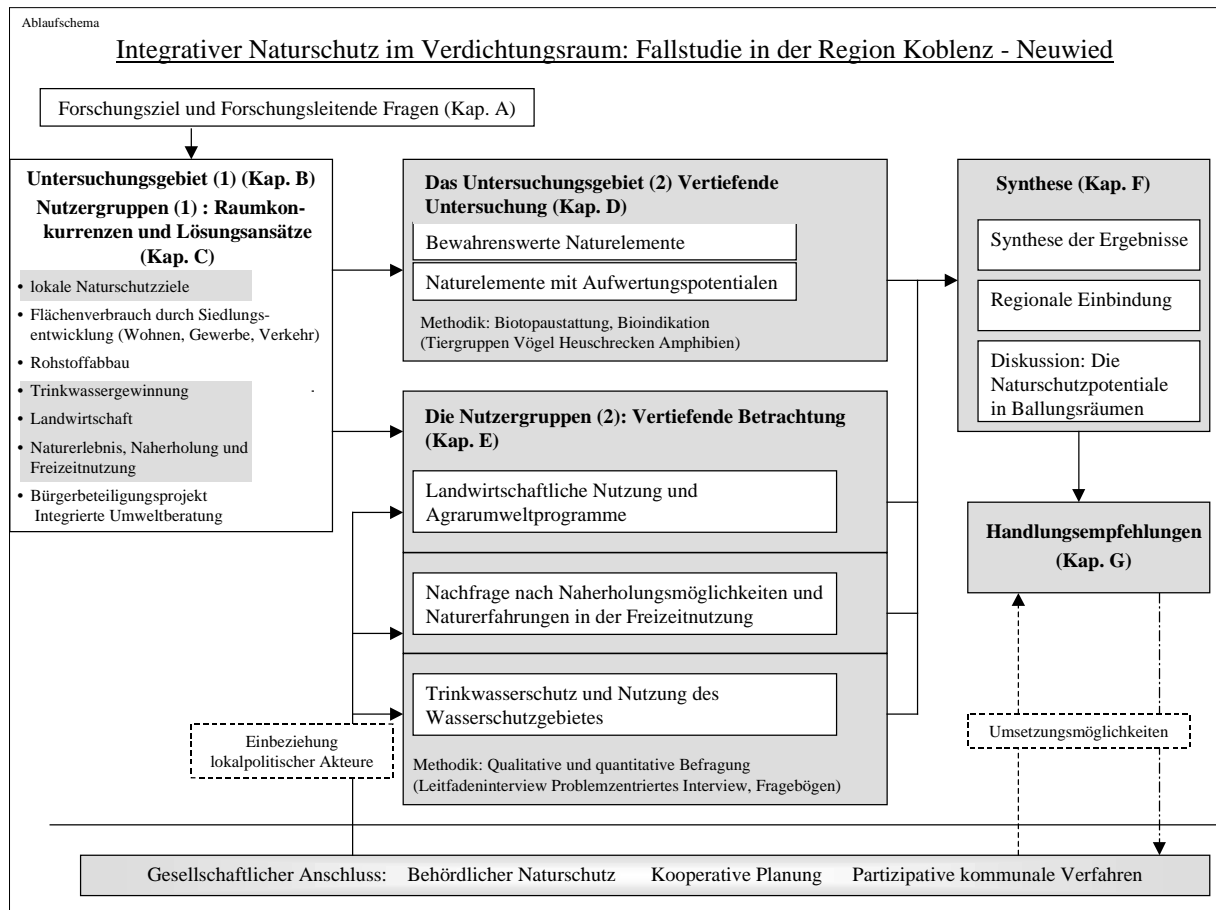 Ablaufschema
Integrativer Naturschutz im Verdichtungsraum: Fallstudie in der Region Koblenz - Neuwied
Forschungsziel und Forschungsleitende Fragen (Kap. A)
Untersuchungsgebiet (1) (Kap. B)
Nutzergruppen (1) : Raumkon-
kurrenzen und Lösungsansätze
(Kap. C)
• lokale Naturschutzziele
• Flächenverbrauch durch Siedlungs-
entwicklung (Wohnen, Gewerbe, Verkehr)
• Rohstoffabbau
• Trinkwassergewinnung
• Landwirtschaft
• Naturerlebnis, Naherholung und
Freizeitnutzung
• Bürgerbeteiligungsprojekt
Integrierte Umweltberatung
Das Untersuchungsgebiet (2) Vertiefende
Untersuchung (Kap. D)
Bewahrenswerte Naturelemente
Naturelemente mit Aufwertungspotentialen
Methodik: Biotopaustattung, Bioindikation
(Tiergruppen Vögel Heuschrecken Amphibien)
Die Nutzergruppen (2): Vertiefende Betrachtung
(Kap. E)
Landwirtschaftliche Nutzung und
Agrarumweltprogramme
Nachfrage nach Naherholungsmöglichkeiten und
Naturerfahrungen in der Freizeitnutzung
Trinkwasserschutz und Nutzung des
Wasserschutzgebietes
Methodik: Qualitative und quantitative Befragung
(Leitfadeninterview Problemzentriertes Interview, Fragebögen)
Einbeziehung
lokalpolitischer Akteure
Synthese (Kap. F)
Synthese der Ergebnisse
Regionale Einbindung
Diskussion: Die
Naturschutzpotentiale
in Ballungsräumen
Handlungsempfehlungen
(Kap. G)
Umsetzungsmöglichkeiten
Gesellschaftlicher Anschluss: Behördlicher Naturschutz Kooperative Planung Partizipative kommunale Verfahren